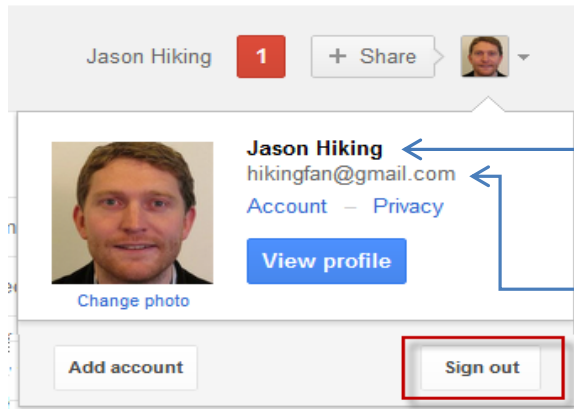 Jason Hiking 1 + Share
Jason Hiking
hikingfan@gmail.com
Account – Privacy
View profile
Change photo
Add account Sign out